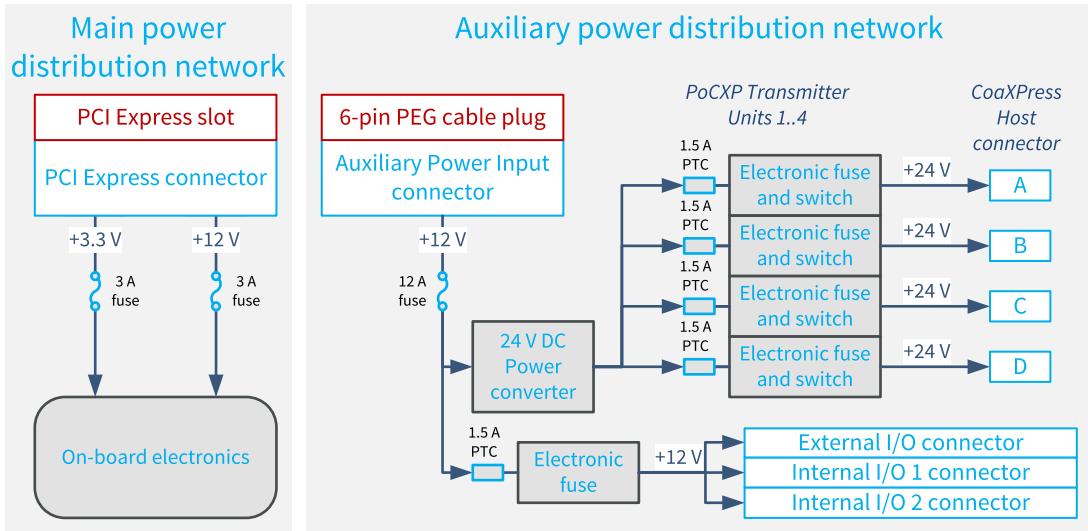 Main power
distribution network
PCI Express slot
PCI Express connector
+3.3 V
+12 V
3 A
fuse
3 A
fuse
On-board electronics
Auxiliary power distribution network
6-pin PEG cable plug
Auxiliary Power Input
connector
+12 V
12 A
fuse
24 V DC
Power
converter
PoCXP Transmitter
Units 1..4
CoaXPress
Host
connector
1.5 A
PTC
Electronic fuse
and switch
+24 V
A
1.5 A
PTC
Electronic fuse
and switch
+24 V
B
1.5 A
PTC
Electronic fuse
and switch
+24 V
C
1.5 A
PTC
Electronic fuse
and switch
+24 V
D
1.5 A
PTC
Electronic
fuse
+12 V
External I/O connector
Internal I/O 1 connector
Internal I/O 2 connector